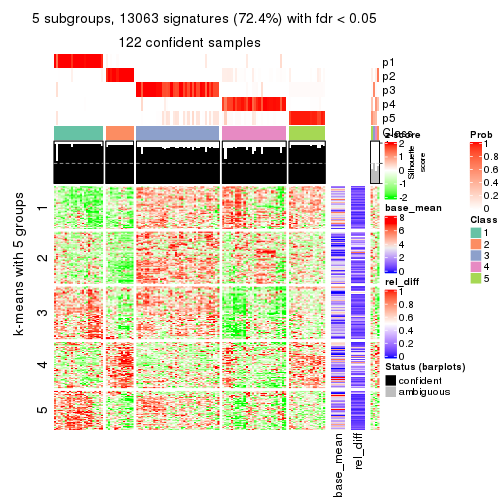 5 subgroups, 13063 signatures (72.4%) with fdr < 0.05
122 confident samples
p1
p2
p3
p4
p5
Class
z-score
2
1
0
-1
-2
Silhouette
score
Prob
1
0.8
0.6
0.4
0.2
0
base_mean
8
6
4
2
0
Class
1
2
3
4
5
rel_diff
1
0.8
0.6
0.4
0.2
0
Status (barplots)
confident
ambiguous
k-means with 5 groups
1
2
3
4
5
base_mean
rel_diff